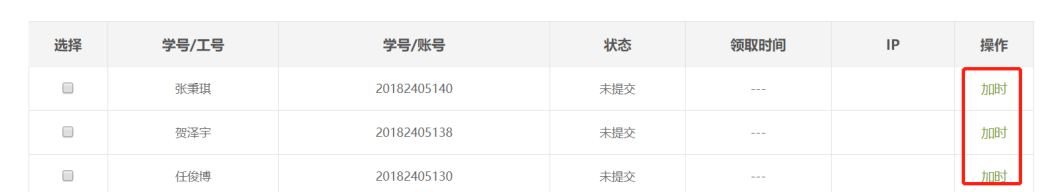 选择 学号/工号 学号/账号 状态 领取时间 IP 操作
张秉琪 20182405140 未提交 --- 加时
贺泽宇 20182405138 未提交 --- 加时
任俊博 20182405130 未提交 --- 加时